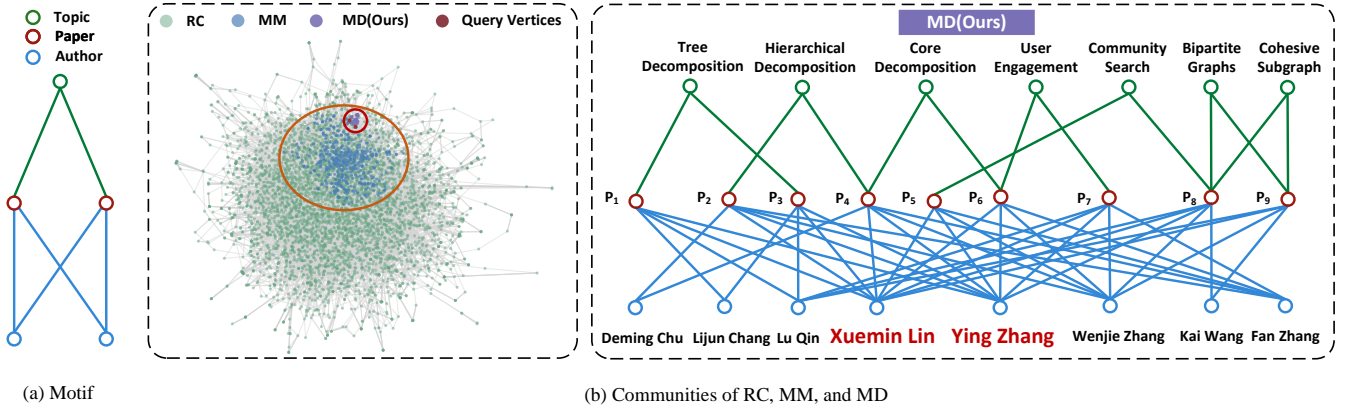 Topic
Paper
Author
RC MM MD(Ours) Query Vertices
MD(Ours)
Tree
Decomposition
Hierarchical
Decomposition
Core
Decomposition
User
Engagement
Community
Search
Bipartite
Graphs
Cohesive
Subgraph
P1 P2 P3 P4 P5 P6 P7 P8 P9
Deming Chu Lijun Chang Lu Qin Xuemin Lin Ying Zhang Wenjie Zhang Kai Wang Fan Zhang
(a) Motif
(b) Communities of RC, MM, and MD